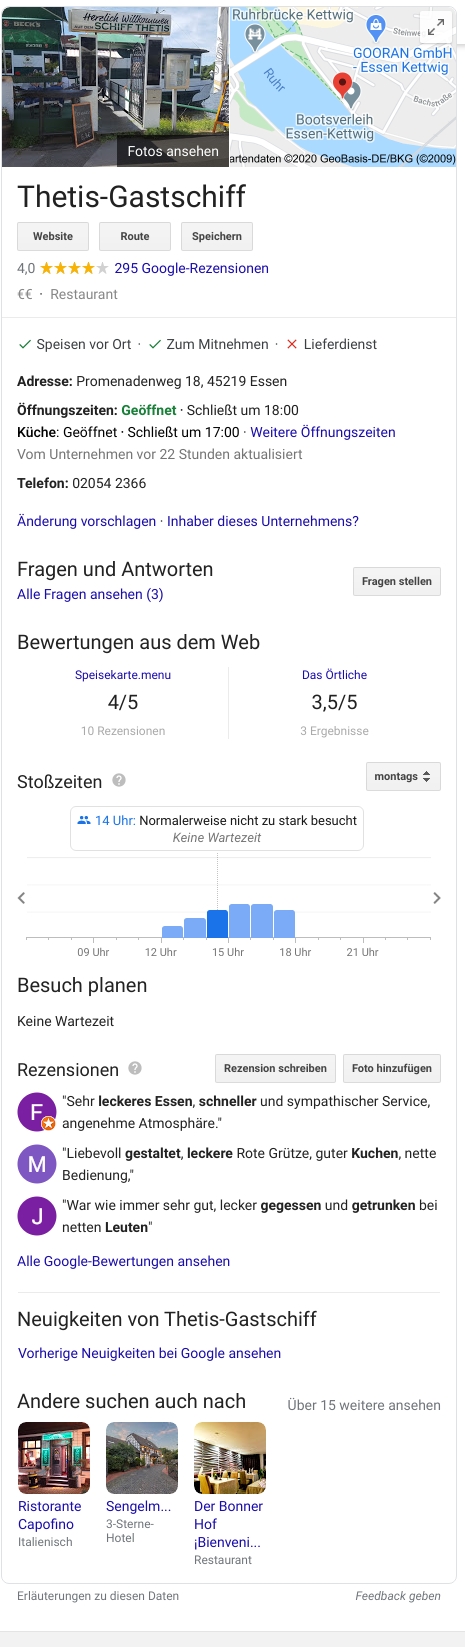 BECK'S
Herzlich Willkommen
SCHIFF THETIS
Fotos ansehen
Ruhrbrücke Kettwig
GOORAN GmbH
- Essen Kettwig
Ruhr
Bachstraße
Bootsverleih
Essen-Kettwig
artendaten ©2020 GeoBasis-DE/BKG (©2009)
Thetis-Gastschiff
Website
Route
Speichern
4,0 295 Google-Rezensionen
€€ · Restaurant
Speisen vor Ort · Zum Mitnehmen · Lieferdienst
Adresse: Promenadenweg 18, 45219 Essen
Öffnungszeiten: Geöffnet · Schließt um 18:00
Küche: Geöffnet · Schließt um 17:00 · Weitere Öffnungszeiten
Vom Unternehmen vor 22 Stunden aktualisiert
Telefon: 02054 2366
Änderung vorschlagen · Inhaber dieses Unternehmens?
Fragen und Antworten
Alle Fragen ansehen (3)
Fragen stellen
Bewertungen aus dem Web
Speisekarte.menu
4/5
10 Rezensionen
Das Örtliche
3,5/5
3 Ergebnisse
Stoßzeiten ?
montags
14 Uhr: Normalerweise nicht zu stark besucht
Keine Wartezeit
09 Uhr 12 Uhr 15 Uhr 18 Uhr 21 Uhr
Besuch planen
Keine Wartezeit
Rezensionen ?
Rezension schreiben
Foto hinzufügen
F
"Sehr leckeres Essen, schneller und sympathischer Service,
angenehme Atmosphäre."
M
"Liebevoll gestaltet, leckere Rote Grütze, guter Kuchen, nette
Bedienung,"
J
"War wie immer sehr gut, lecker gegessen und getrunken bei
netten Leuten"
Alle Google-Bewertungen ansehen
Neuigkeiten von Thetis-Gastschiff
Vorherige Neuigkeiten bei Google ansehen
Andere suchen auch nach
Über 15 weitere ansehen
Ristorante
Capofino
Italienisch
Sengelm...
3-Sterne-
Hotel
Der Bonner
Hof
¡Bienveni...
Restaurant
Erläuterungen zu diesen Daten
Feedback geben